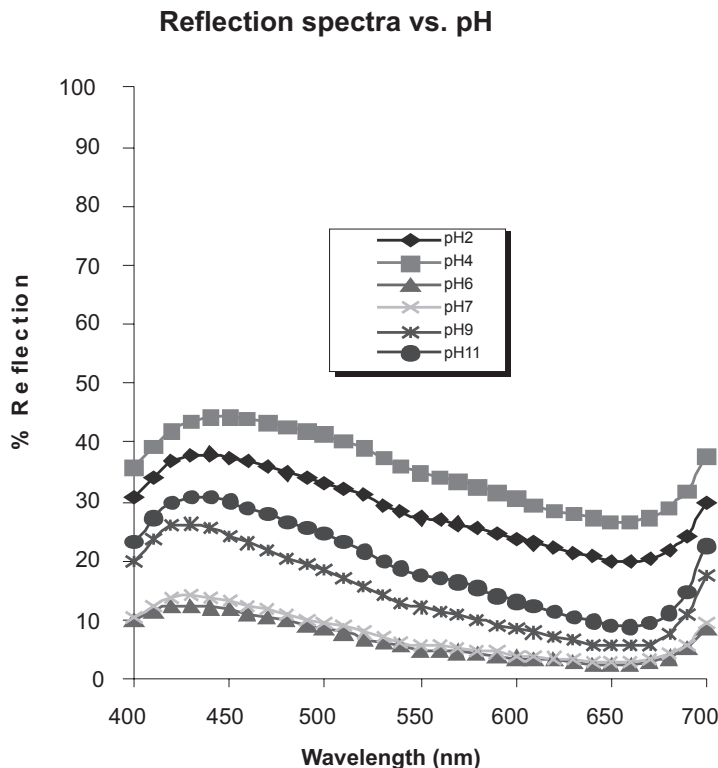 Reflection spectra vs. pH
100
90
80
70
60
50
40
30
20
10
0
% Reflection
pH2
pH4
pH6
pH7
pH9
pH11
400 450 500 550 600 650 700
Wavelength (nm)